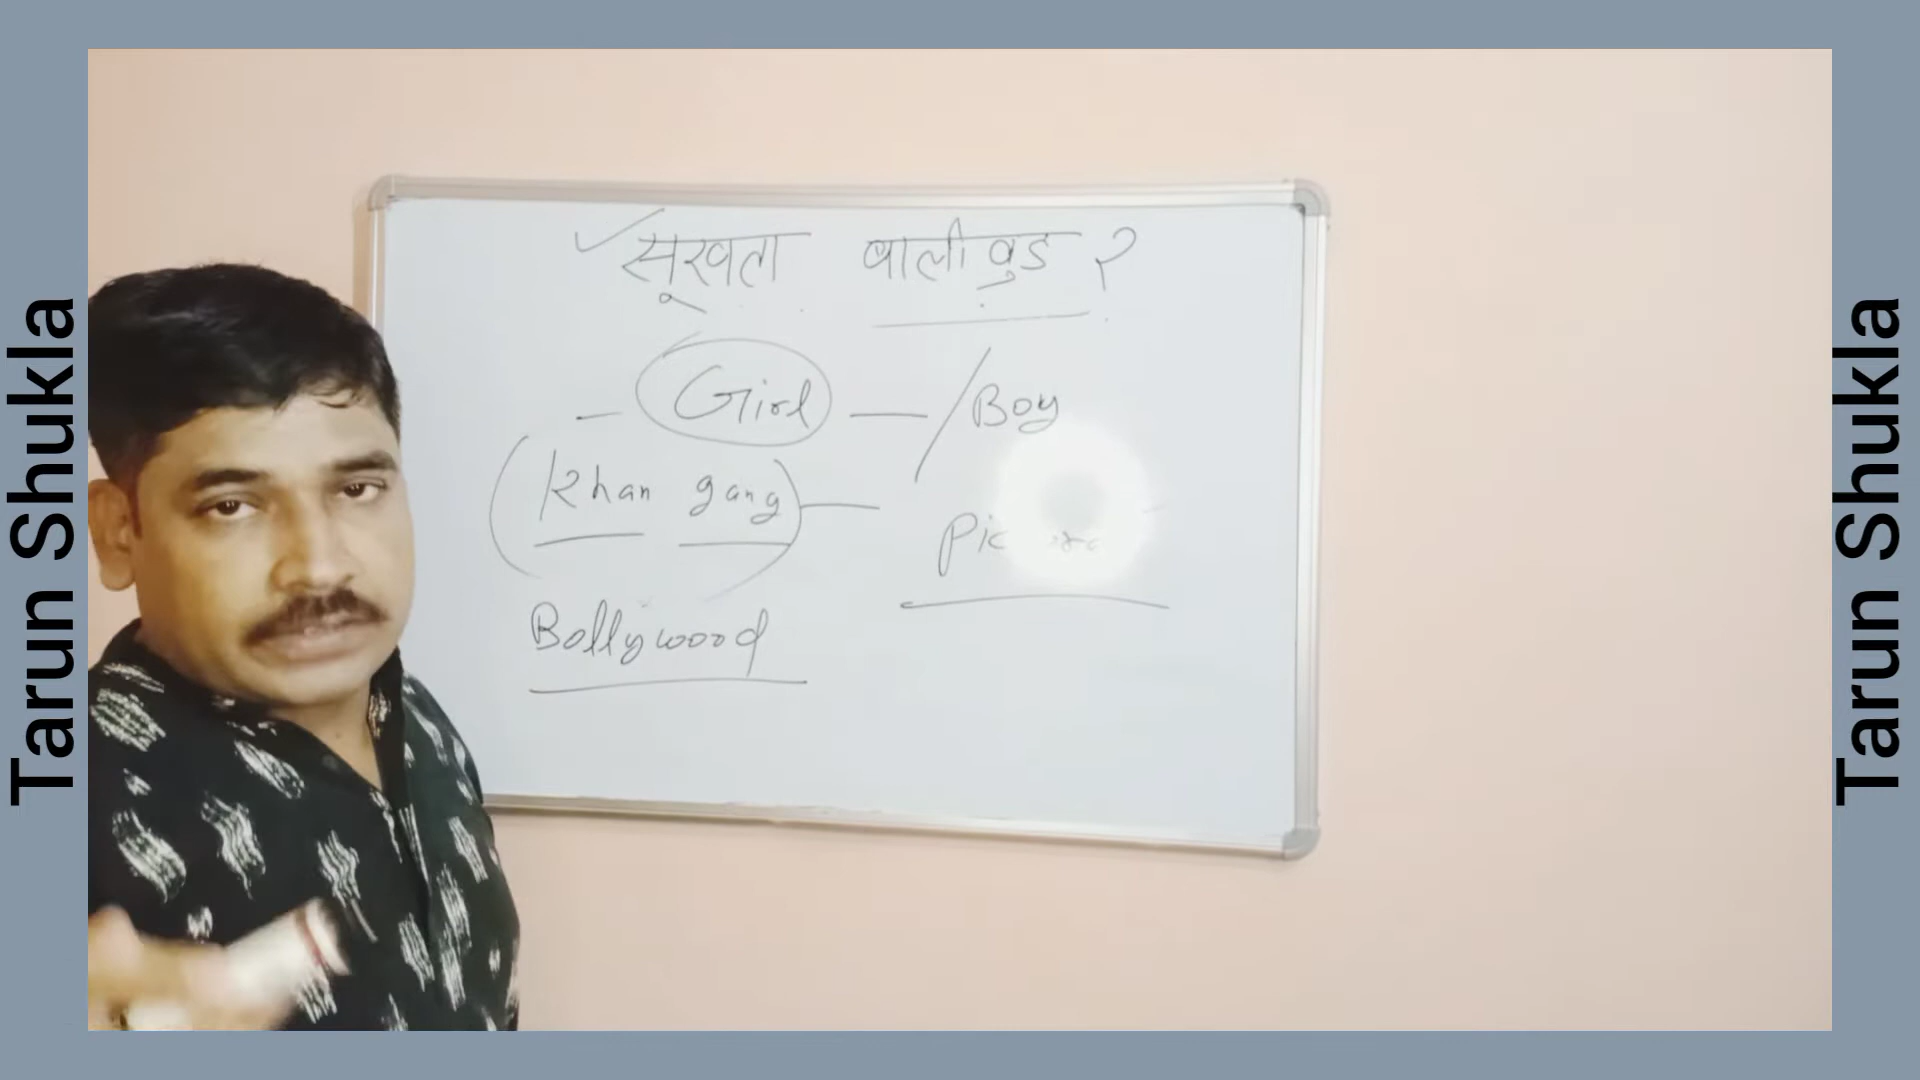 Tarun Shukla
सूखता बालीवुड ?
- Girl - / Boy
(Khan gang) -
Bollywood
Tarun Shukla